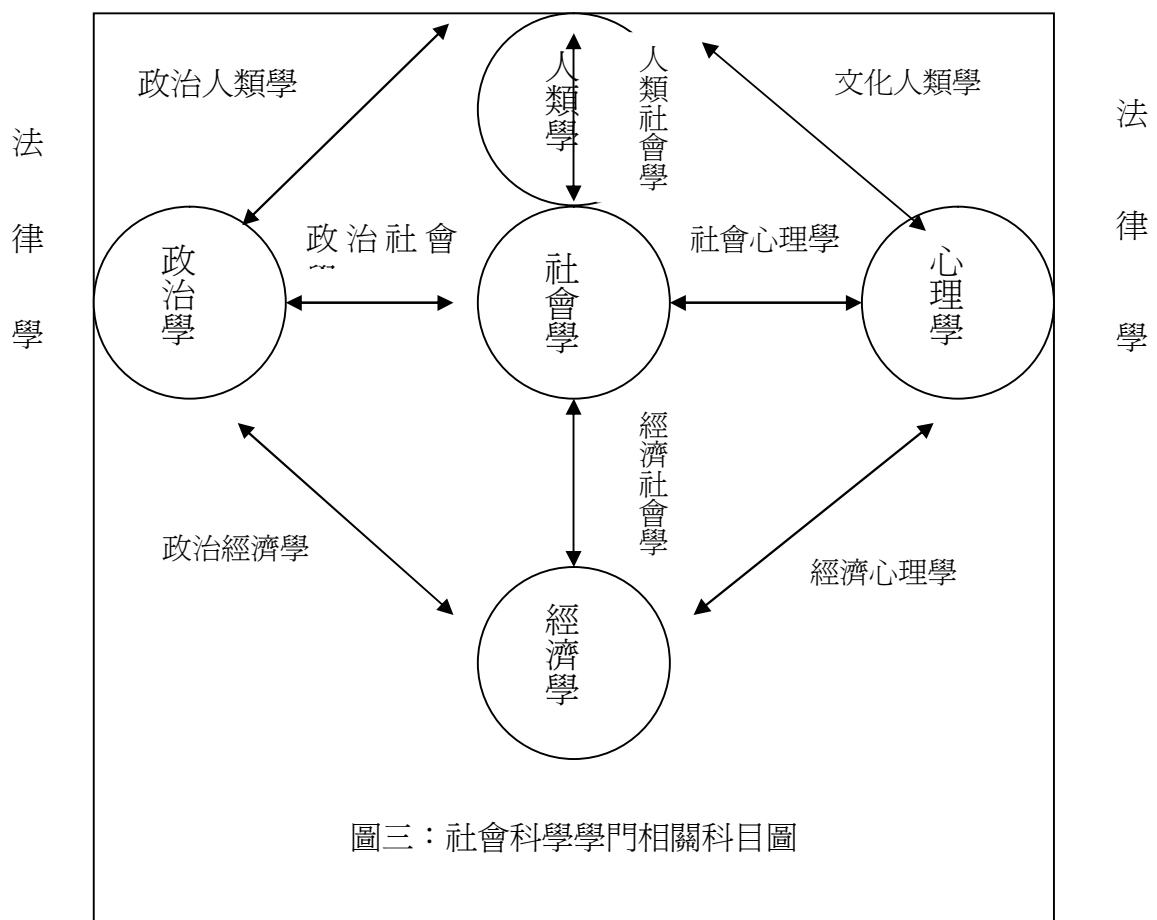 政治人類學
人類學
人類社會學
文化人類學
法律學
法律學
政治學
政治社會
社會學
社會心理學
心理學
經濟社會學
政治經濟學
經濟心理學
經濟學
圖三：社會科學學門相關科目圖